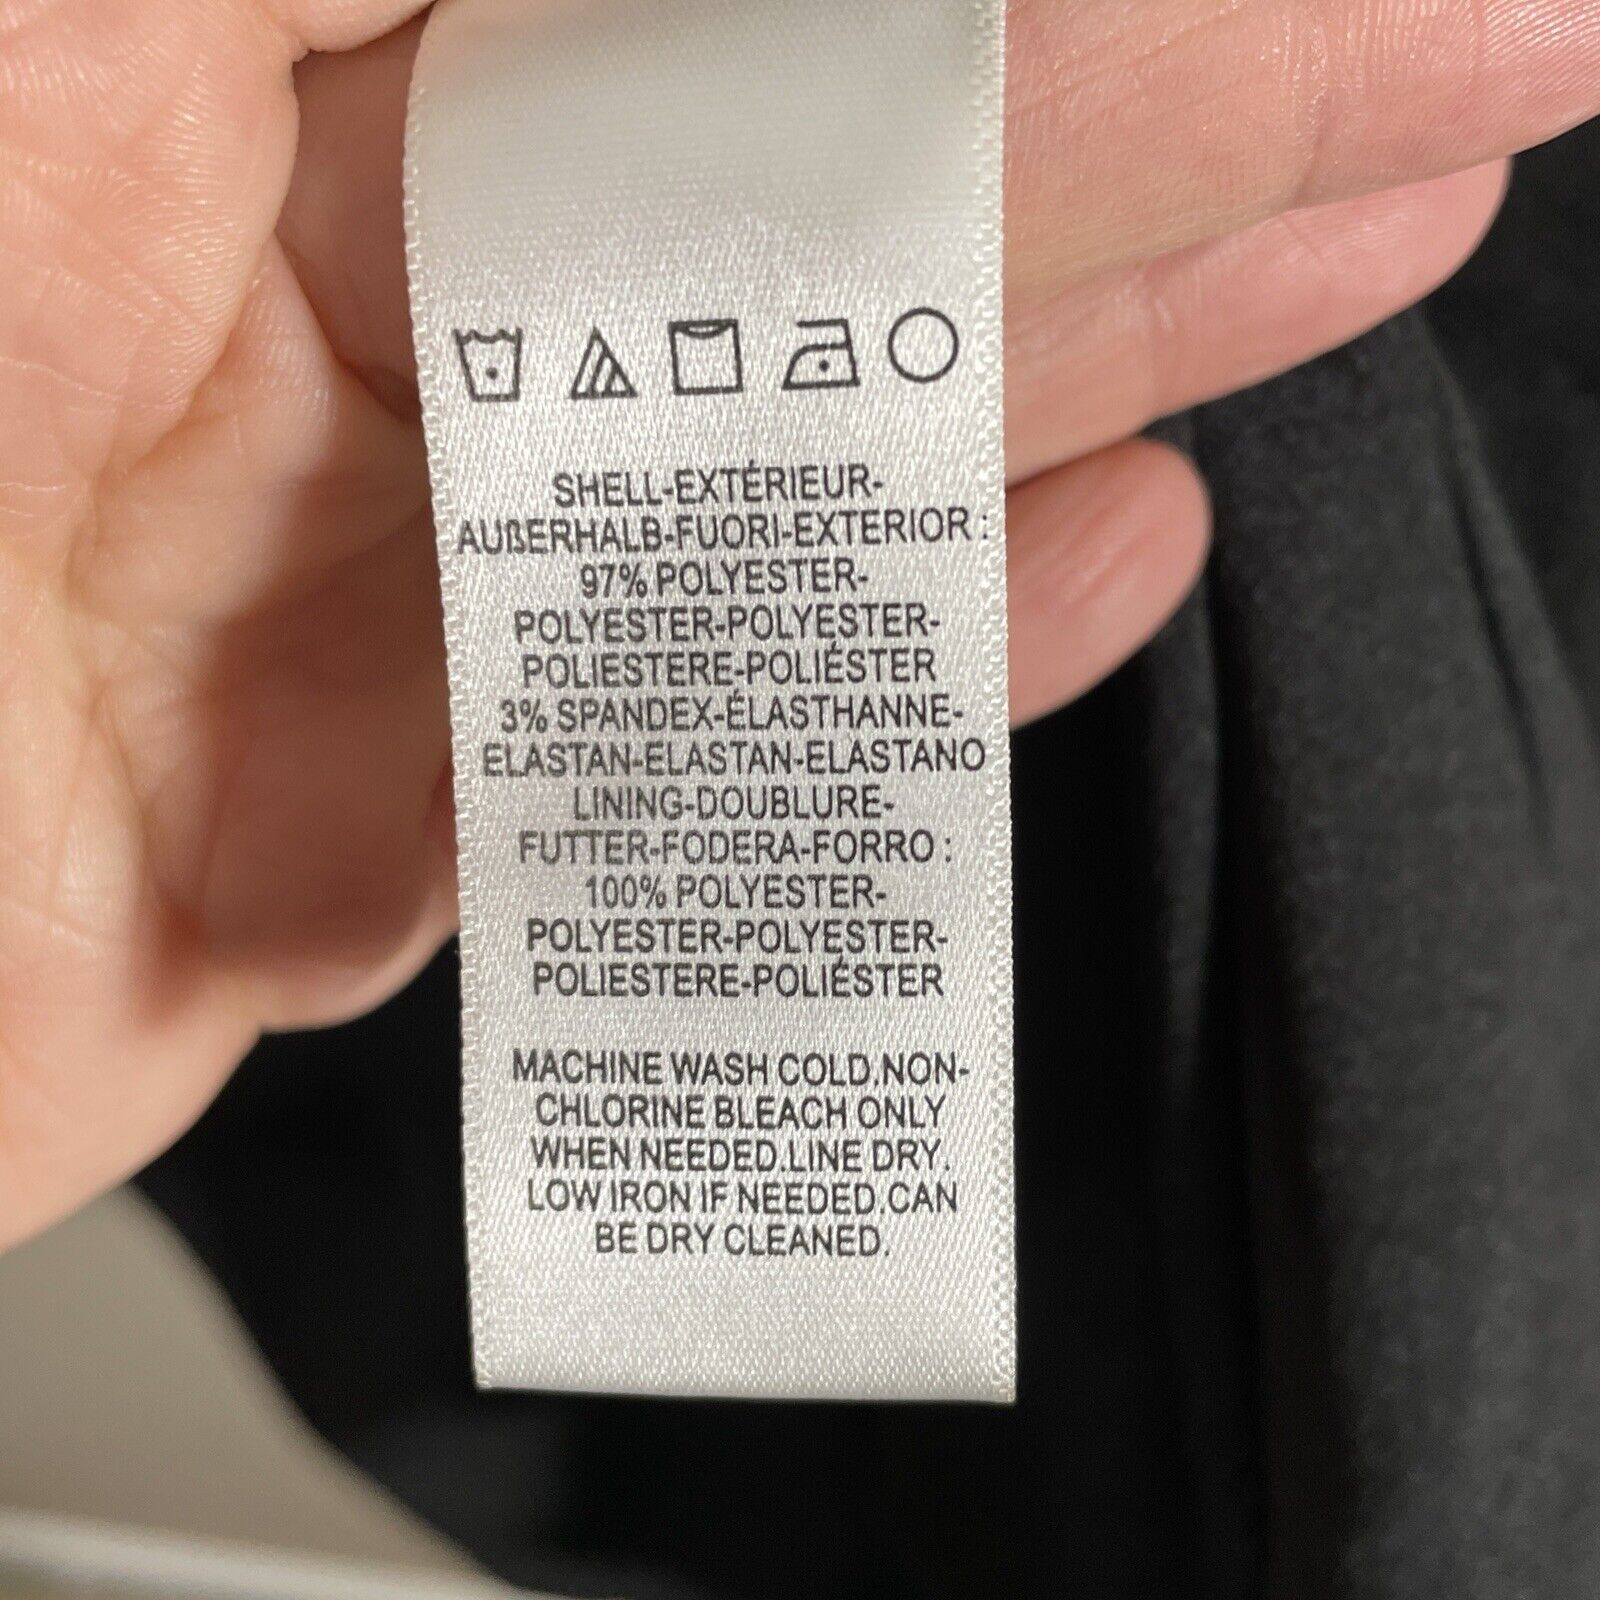 SHELL-EXTÉRIEUR-
AUßERHALB-FUORI-EXTERIOR :
97% POLYESTER-
POLYESTER-POLYESTER-
POLIESTERE-POLIÉSTER
3% SPANDEX-ÉLASTHANNE-
ELASTAN-ELASTAN-ELASTANO
LINING-DOUBLURE-
FUTTER-FODERA-FORRO :
100% POLYESTER-
POLYESTER-POLYESTER-
POLIESTERE-POLIÉSTER
MACHINE WASH COLD.NON-
CHLORINE BLEACH ONLY
WHEN NEEDED.LINE DRY.
LOW IRON IF NEEDED.CAN
BE DRY CLEANED.